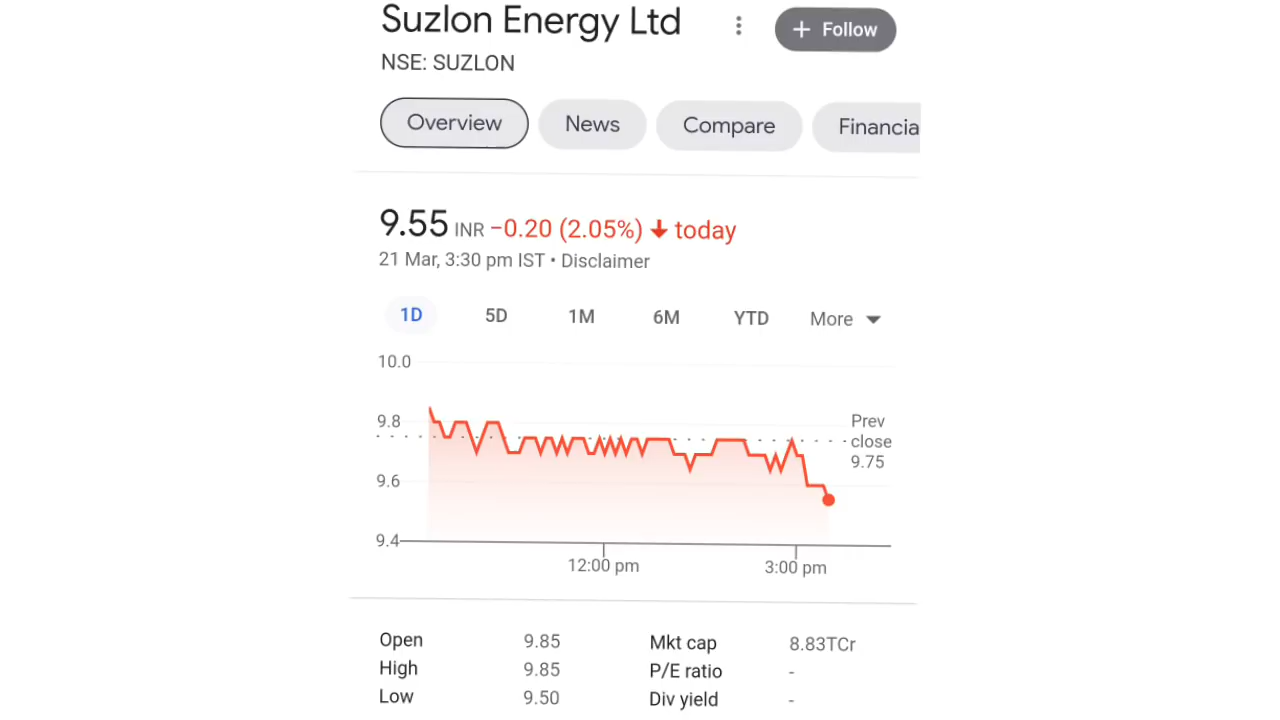 Suzlon Energy Ltd
+ Follow
NSE: SUZLON
Overview News Compare Financia
9.55 INR −0.20 (2.05%) ↓ today
21 Mar, 3:30 pm IST • Disclaimer
1D 5D 1M 6M YTD More
10.0
9.8
9.6
9.4
Prev
close
9.75
12:00 pm 3:00 pm
Open 9.85 Mkt cap 8.83TCr
High 9.85 P/E ratio -
Low 9.50 Div yield -